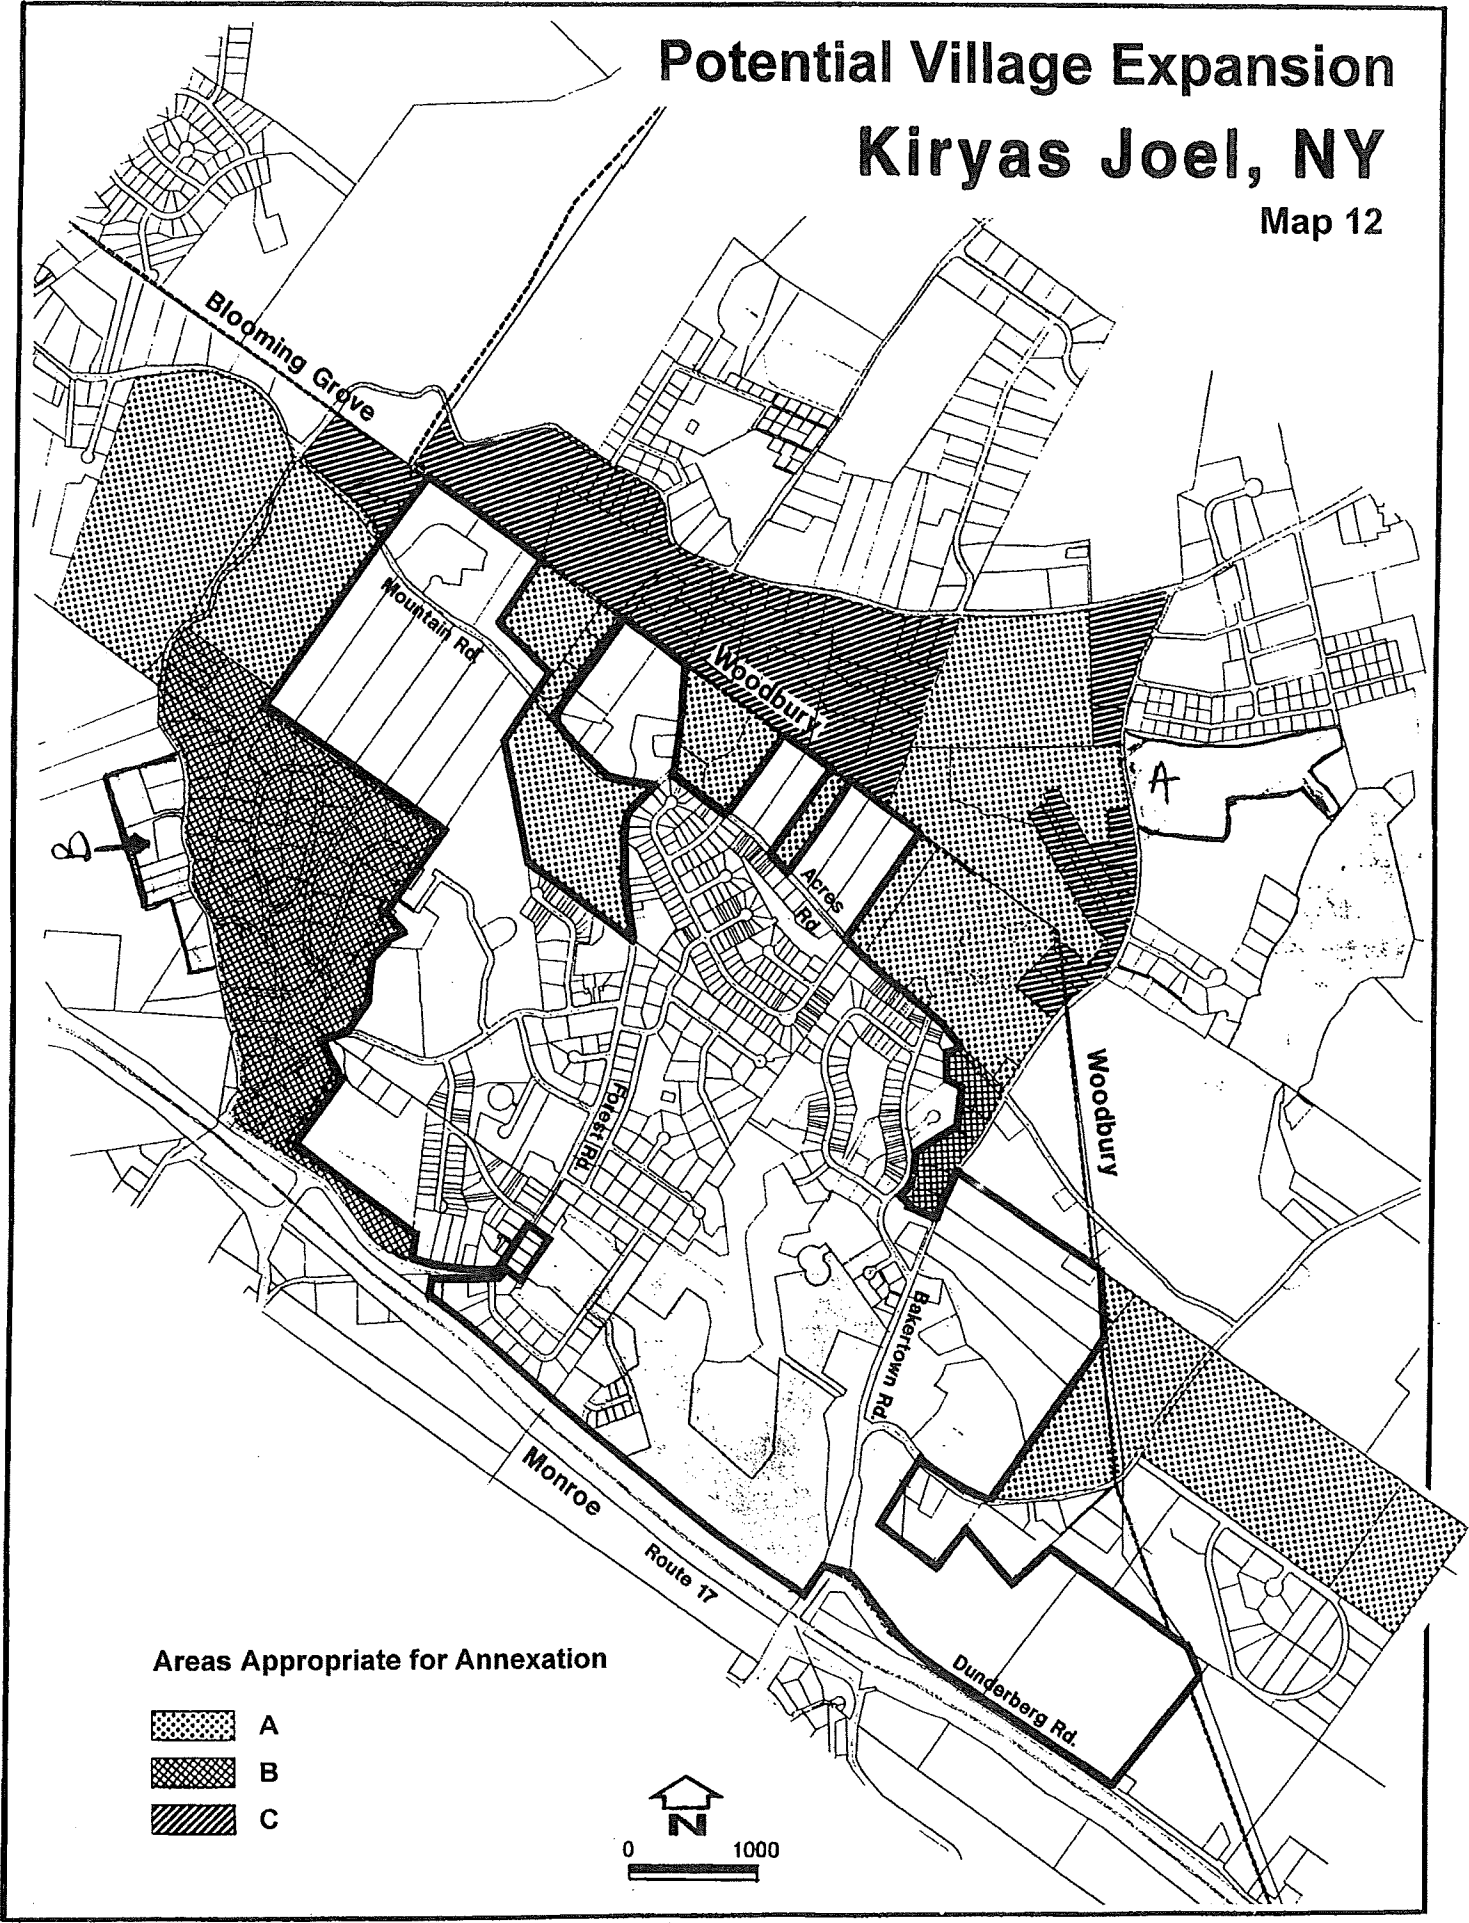 Potential Village Expansion
Kiryas Joel, NY
Map 12
Blooming Grove
Mountain Rd.
Woodbury
A
B
Acres
Rd.
Woodbury
Forest Rd.
Bakertown Rd.
Monroe
Route 17
Dunderberg Rd.
Areas Appropriate for Annexation
A
B
C
N
0 1000